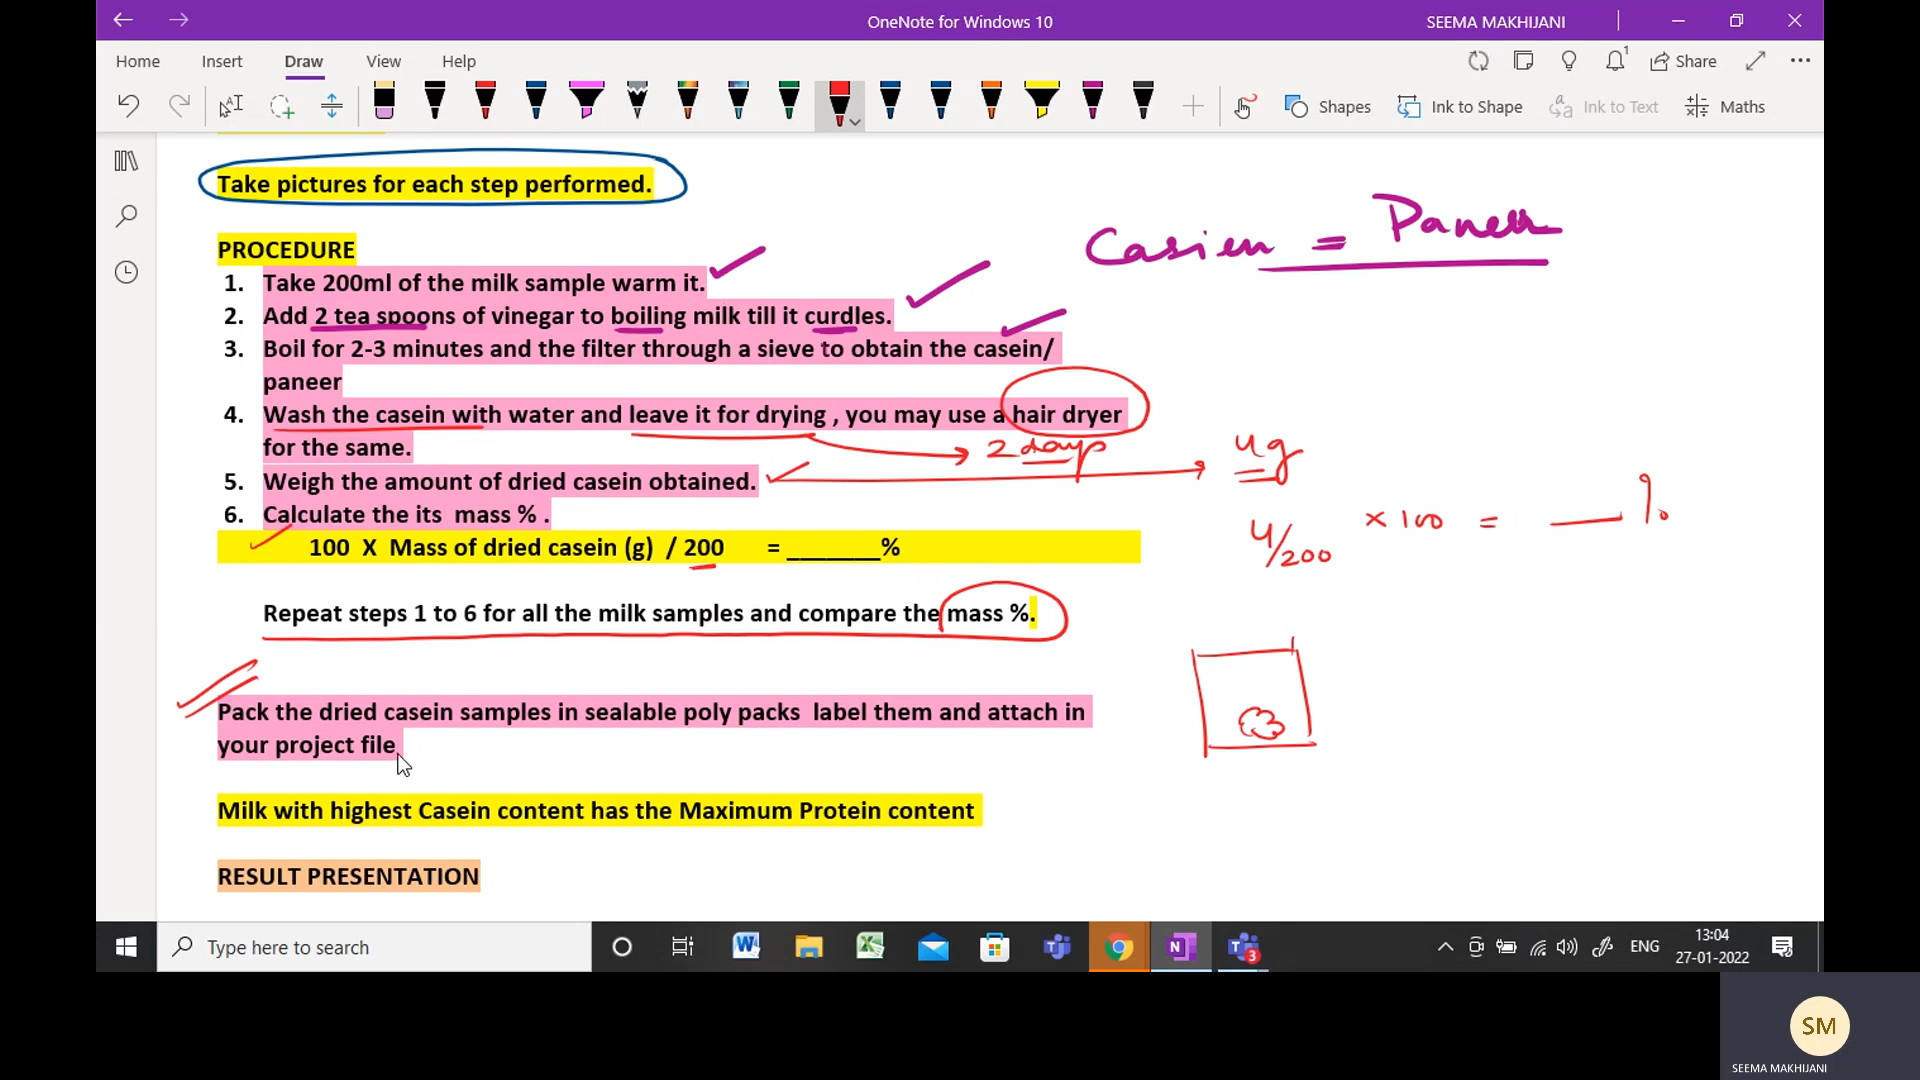 OneNote for Windows 10
SEEMA MAKHIJANI
Home Insert Draw View Help
Share
Shapes Ink to Shape Ink to Text Maths
Take pictures for each step performed.
Casien = Paneer
PROCEDURE
1. Take 200ml of the milk sample warm it.
2. Add 2 tea spoons of vinegar to boiling milk till it curdles.
3. Boil for 2-3 minutes and the filter through a sieve to obtain the casein/
paneer
4. Wash the casein with water and leave it for drying , you may use a hair dryer
for the same.
2 days
4g
5. Weigh the amount of dried casein obtained.
6. Calculate the its mass % .
4/200 × 100 = ___ %
100 X Mass of dried casein (g) / 200 = _______%
Repeat steps 1 to 6 for all the milk samples and compare the mass %.
Pack the dried casein samples in sealable poly packs label them and attach in
your project file
Milk with highest Casein content has the Maximum Protein content
RESULT PRESENTATION
Type here to search
3
ENG
13:04
27-01-2022
SM
SEEMA MAKHIJANI